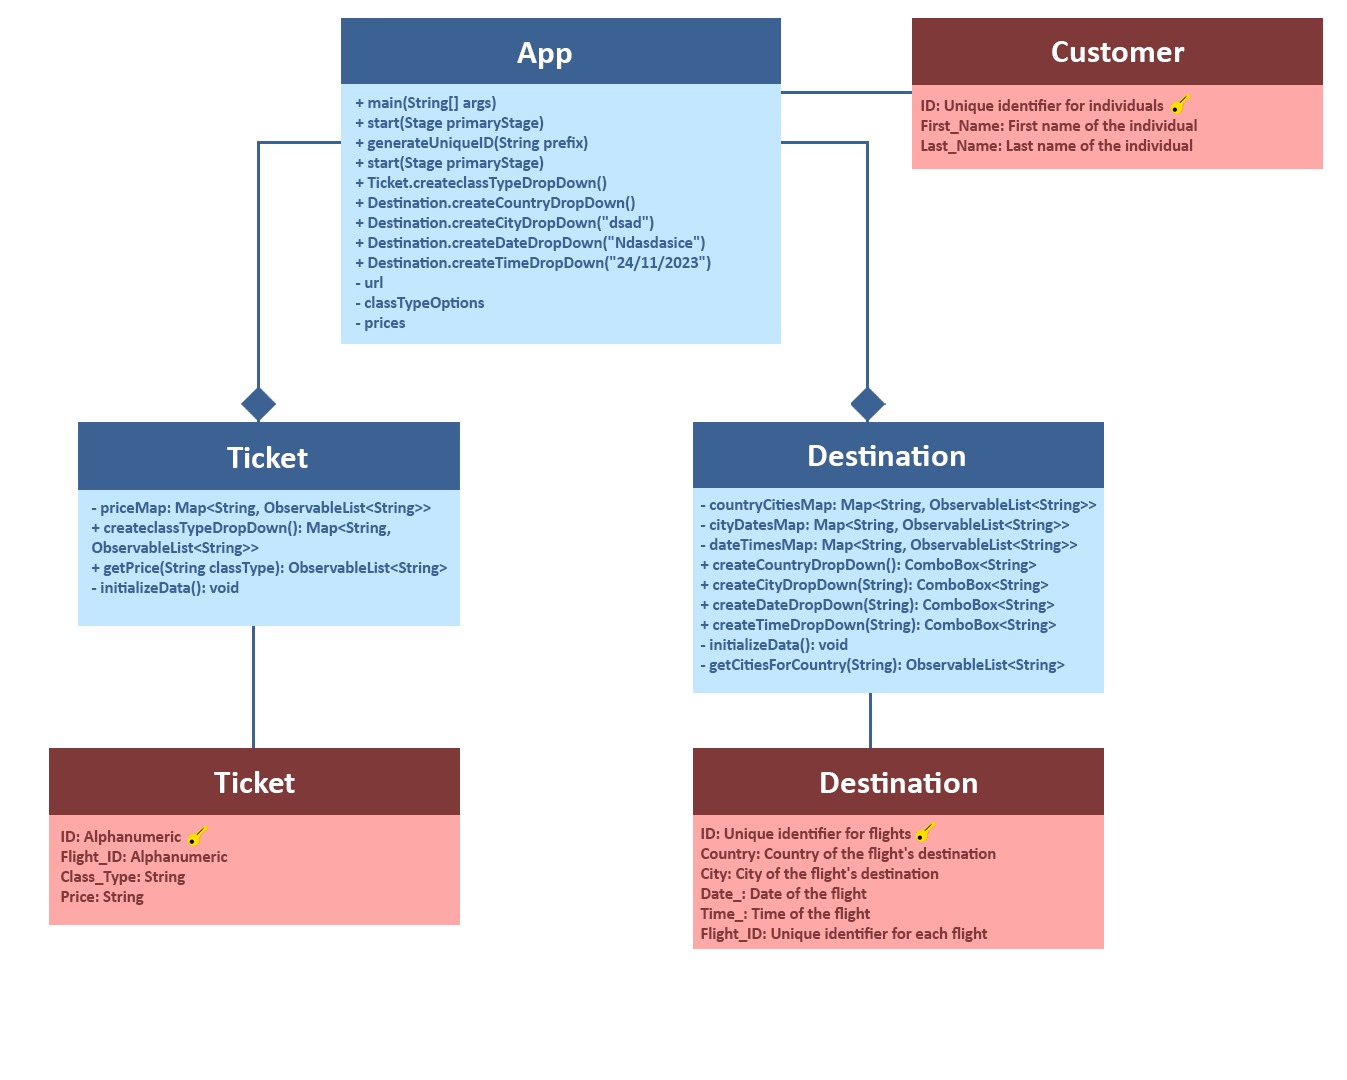 App
+ main(String[] args)
+ start(Stage primaryStage)
+ generateUniqueID(String prefix)
+ start(Stage primaryStage)
+ Ticket.createclassTypeDropDown()
+ Destination.createCountryDropDown()
+ Destination.createCityDropDown("dsad")
+ Destination.createDateDropDown("Ndasdasice")
+ Destination.createTimeDropDown("24/11/2023")
- url
- classTypeOptions
- prices
Customer
ID: Unique identifier for individuals
First_Name: First name of the individual
Last_Name: Last name of the individual
Ticket
- priceMap: Map<String, ObservableList<String>>
+ createclassTypeDropDown(): Map<String,
ObservableList<String>>
+ getPrice(String classType): ObservableList<String>
- initializeData(): void
Destination
- countryCitiesMap: Map<String, ObservableList<String>>
- cityDatesMap: Map<String, ObservableList<String>>
- dateTimesMap: Map<String, ObservableList<String>>
+ createCountryDropDown(): ComboBox<String>
+ createCityDropDown(String): ComboBox<String>
+ createDateDropDown(String): ComboBox<String>
+ createTimeDropDown(String): ComboBox<String>
- initializeData(): void
- getCitiesForCountry(String): ObservableList<String>
Ticket
ID: Alphanumeric
Flight_ID: Alphanumeric
Class_Type: String
Price: String
Destination
ID: Unique identifier for flights
Country: Country of the flight's destination
City: City of the flight's destination
Date_: Date of the flight
Time_: Time of the flight
Flight_ID: Unique identifier for each flight